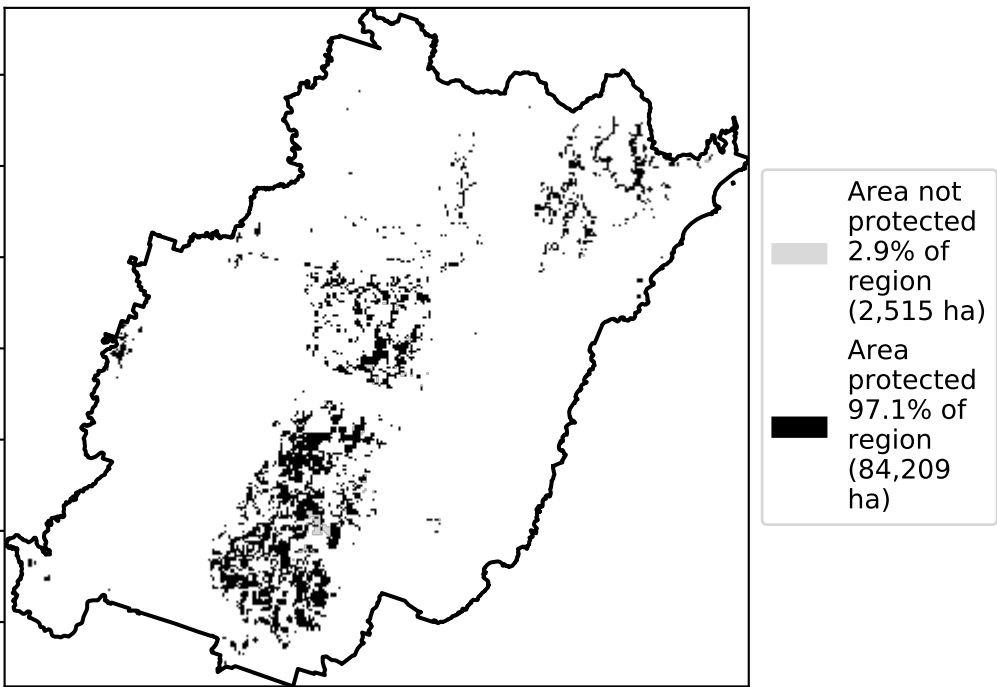 Area not
protected
2.9% of
region
(2,515 ha)
Area
protected
97.1% of
region
(84,209
ha)